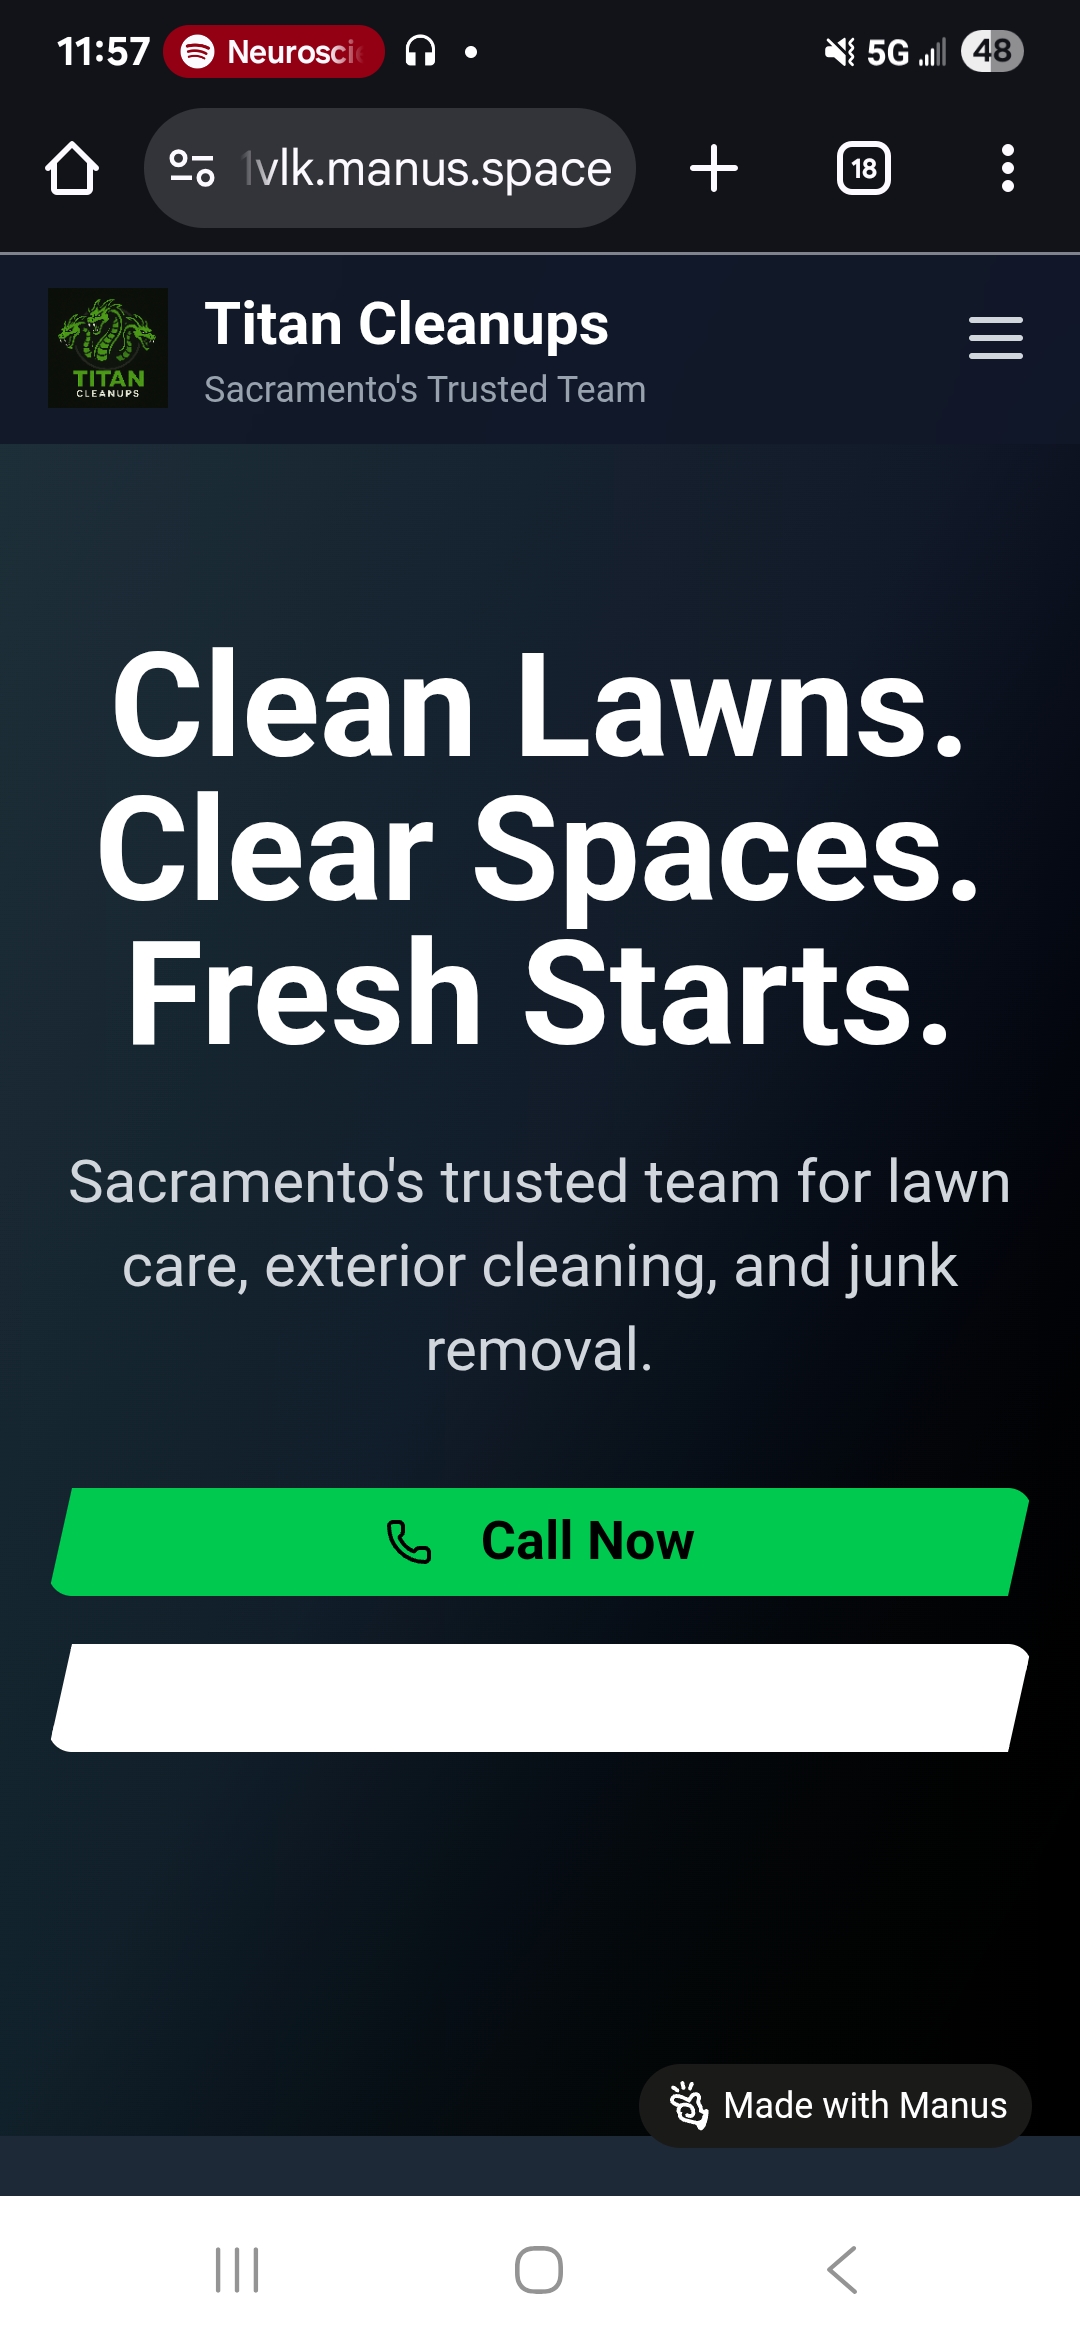 11:57
Neurosci
5G
48
1vlk.manus.space
18
TITAN
CLEANUPS
Titan Cleanups
Sacramento's Trusted Team
Clean Lawns.
Clear Spaces.
Fresh Starts.
Sacramento's trusted team for lawn
care, exterior cleaning, and junk
removal.
Call Now
Made with Manus